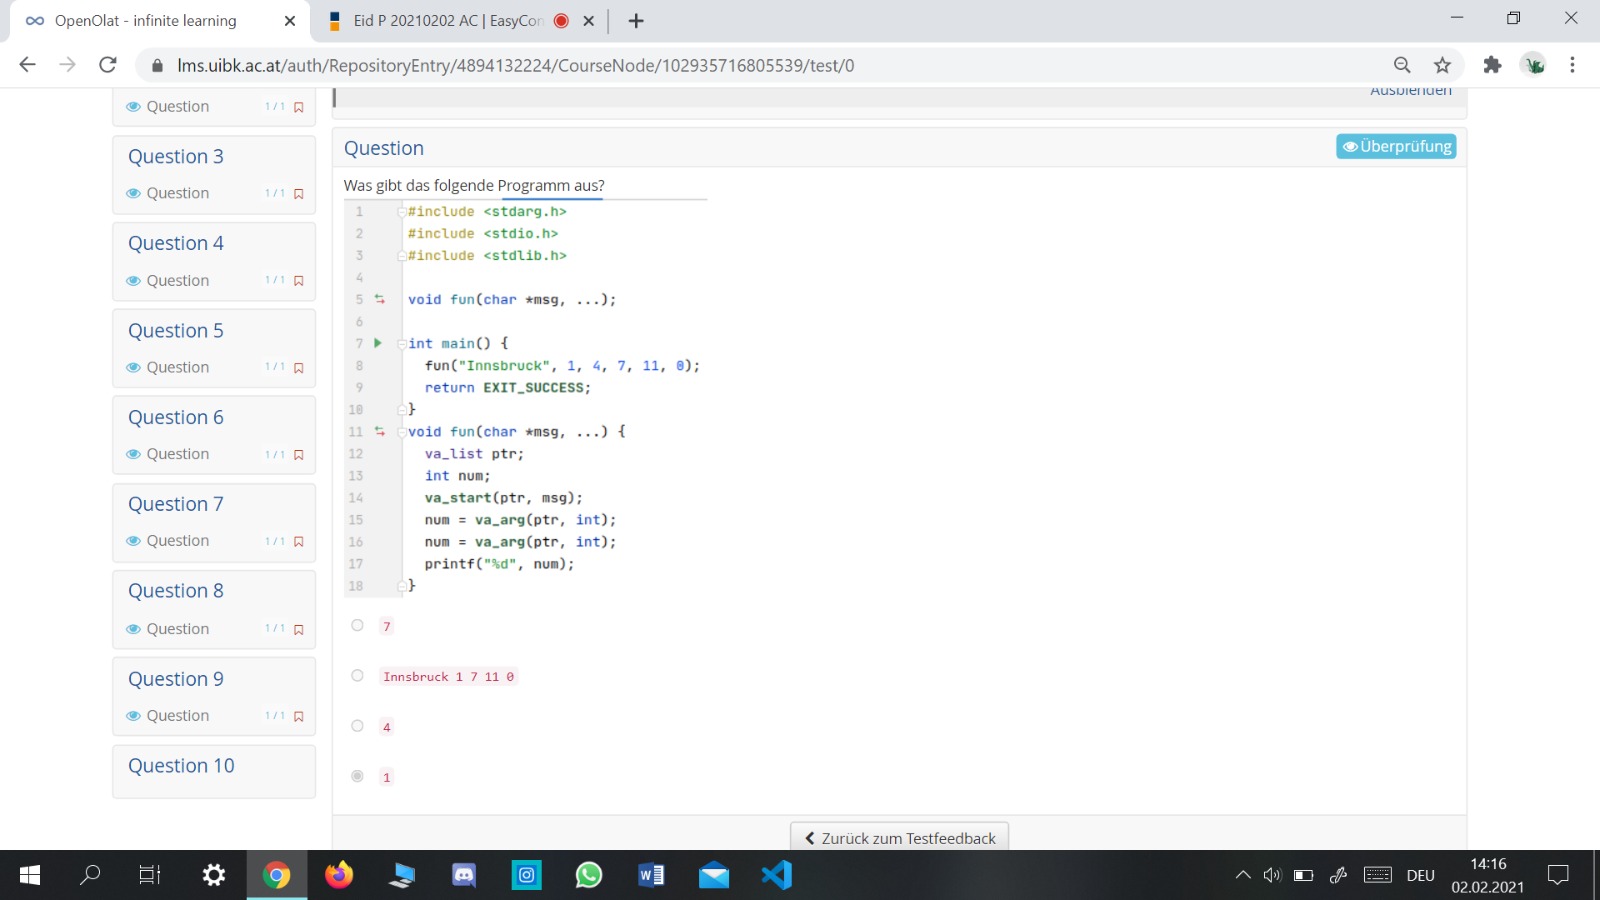 OpenOlat - infinite learning
Eid P 20210202 AC | EasyCon
lms.uibk.ac.at/auth/RepositoryEntry/4894132224/CourseNode/102935716805539/test/0
Question 1 / 1
Question 3
Question 1 / 1
Question 4
Question 1 / 1
Question 5
Question 1 / 1
Question 6
Question 1 / 1
Question 7
Question 1 / 1
Question 8
Question 1 / 1
Question 9
Question 1 / 1
Question 10
Ausblenden
Question
Überprüfung
Was gibt das folgende Programm aus?
1 #include <stdarg.h>
2 #include <stdio.h>
3 #include <stdlib.h>
4
5 void fun(char *msg, ...);
6
7 int main() {
8 fun("Innsbruck", 1, 4, 7, 11, 0);
9 return EXIT_SUCCESS;
10 }
11 void fun(char *msg, ...) {
12 va_list ptr;
13 int num;
14 va_start(ptr, msg);
15 num = va_arg(ptr, int);
16 num = va_arg(ptr, int);
17 printf("%d", num);
18 }
7
Innsbruck 1 7 11 0
4
1
Zurück zum Testfeedback
DEU
14:16
02.02.2021